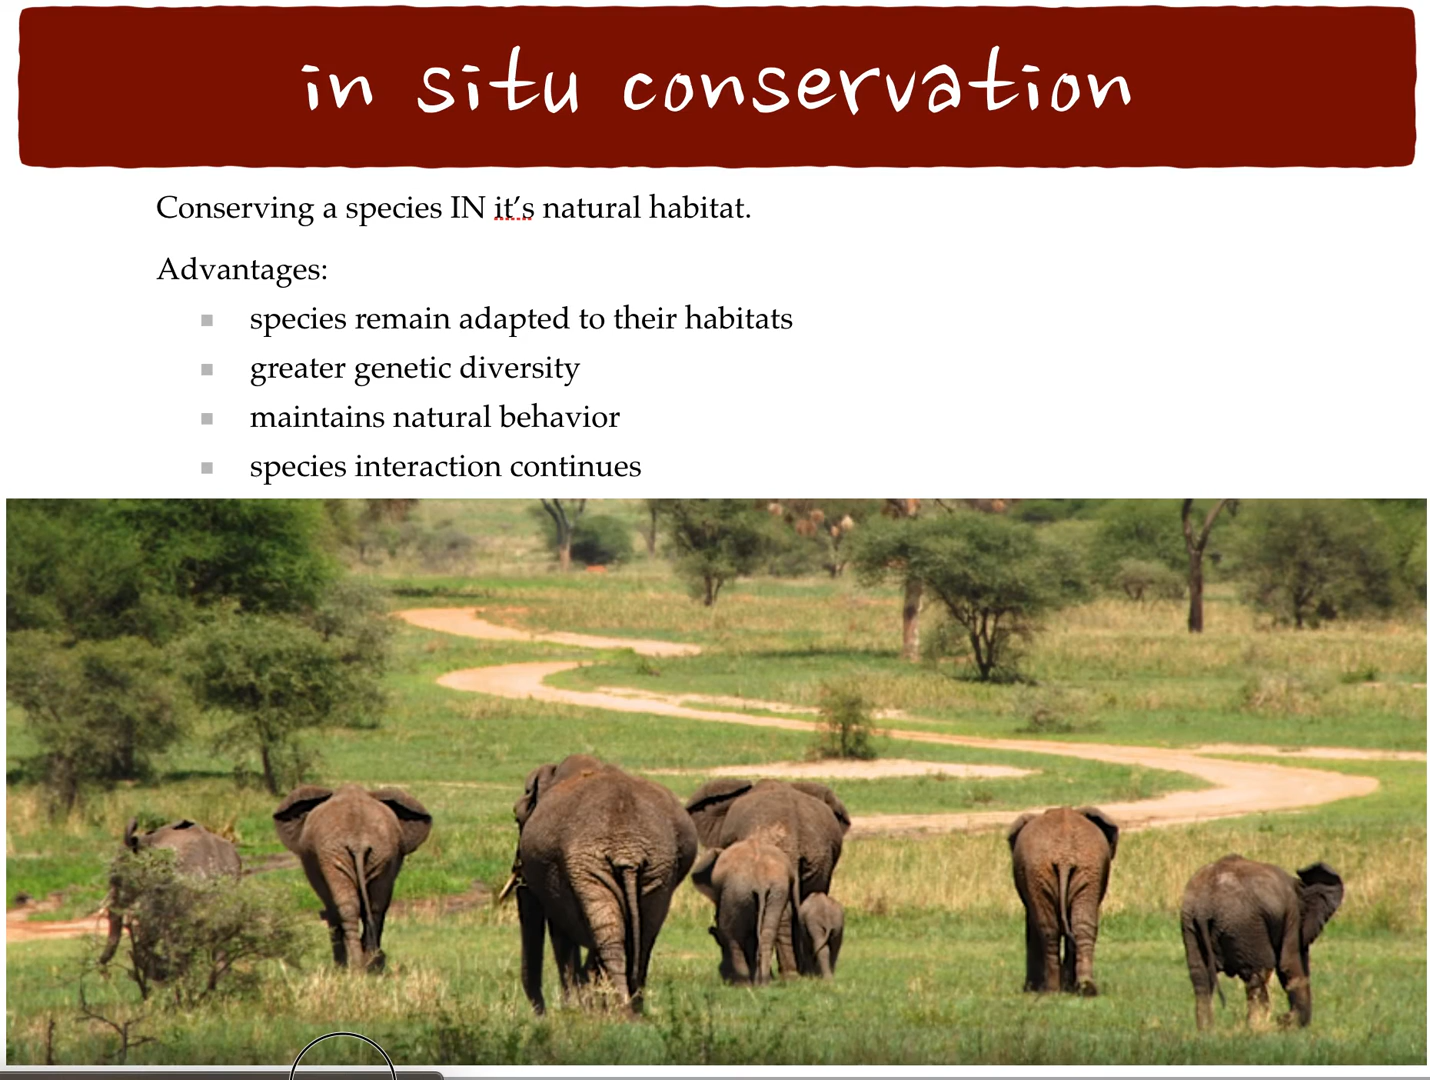 in situ conservation
Conserving a species IN it’s natural habitat.
Advantages:
species remain adapted to their habitats
greater genetic diversity
maintains natural behavior
species interaction continues